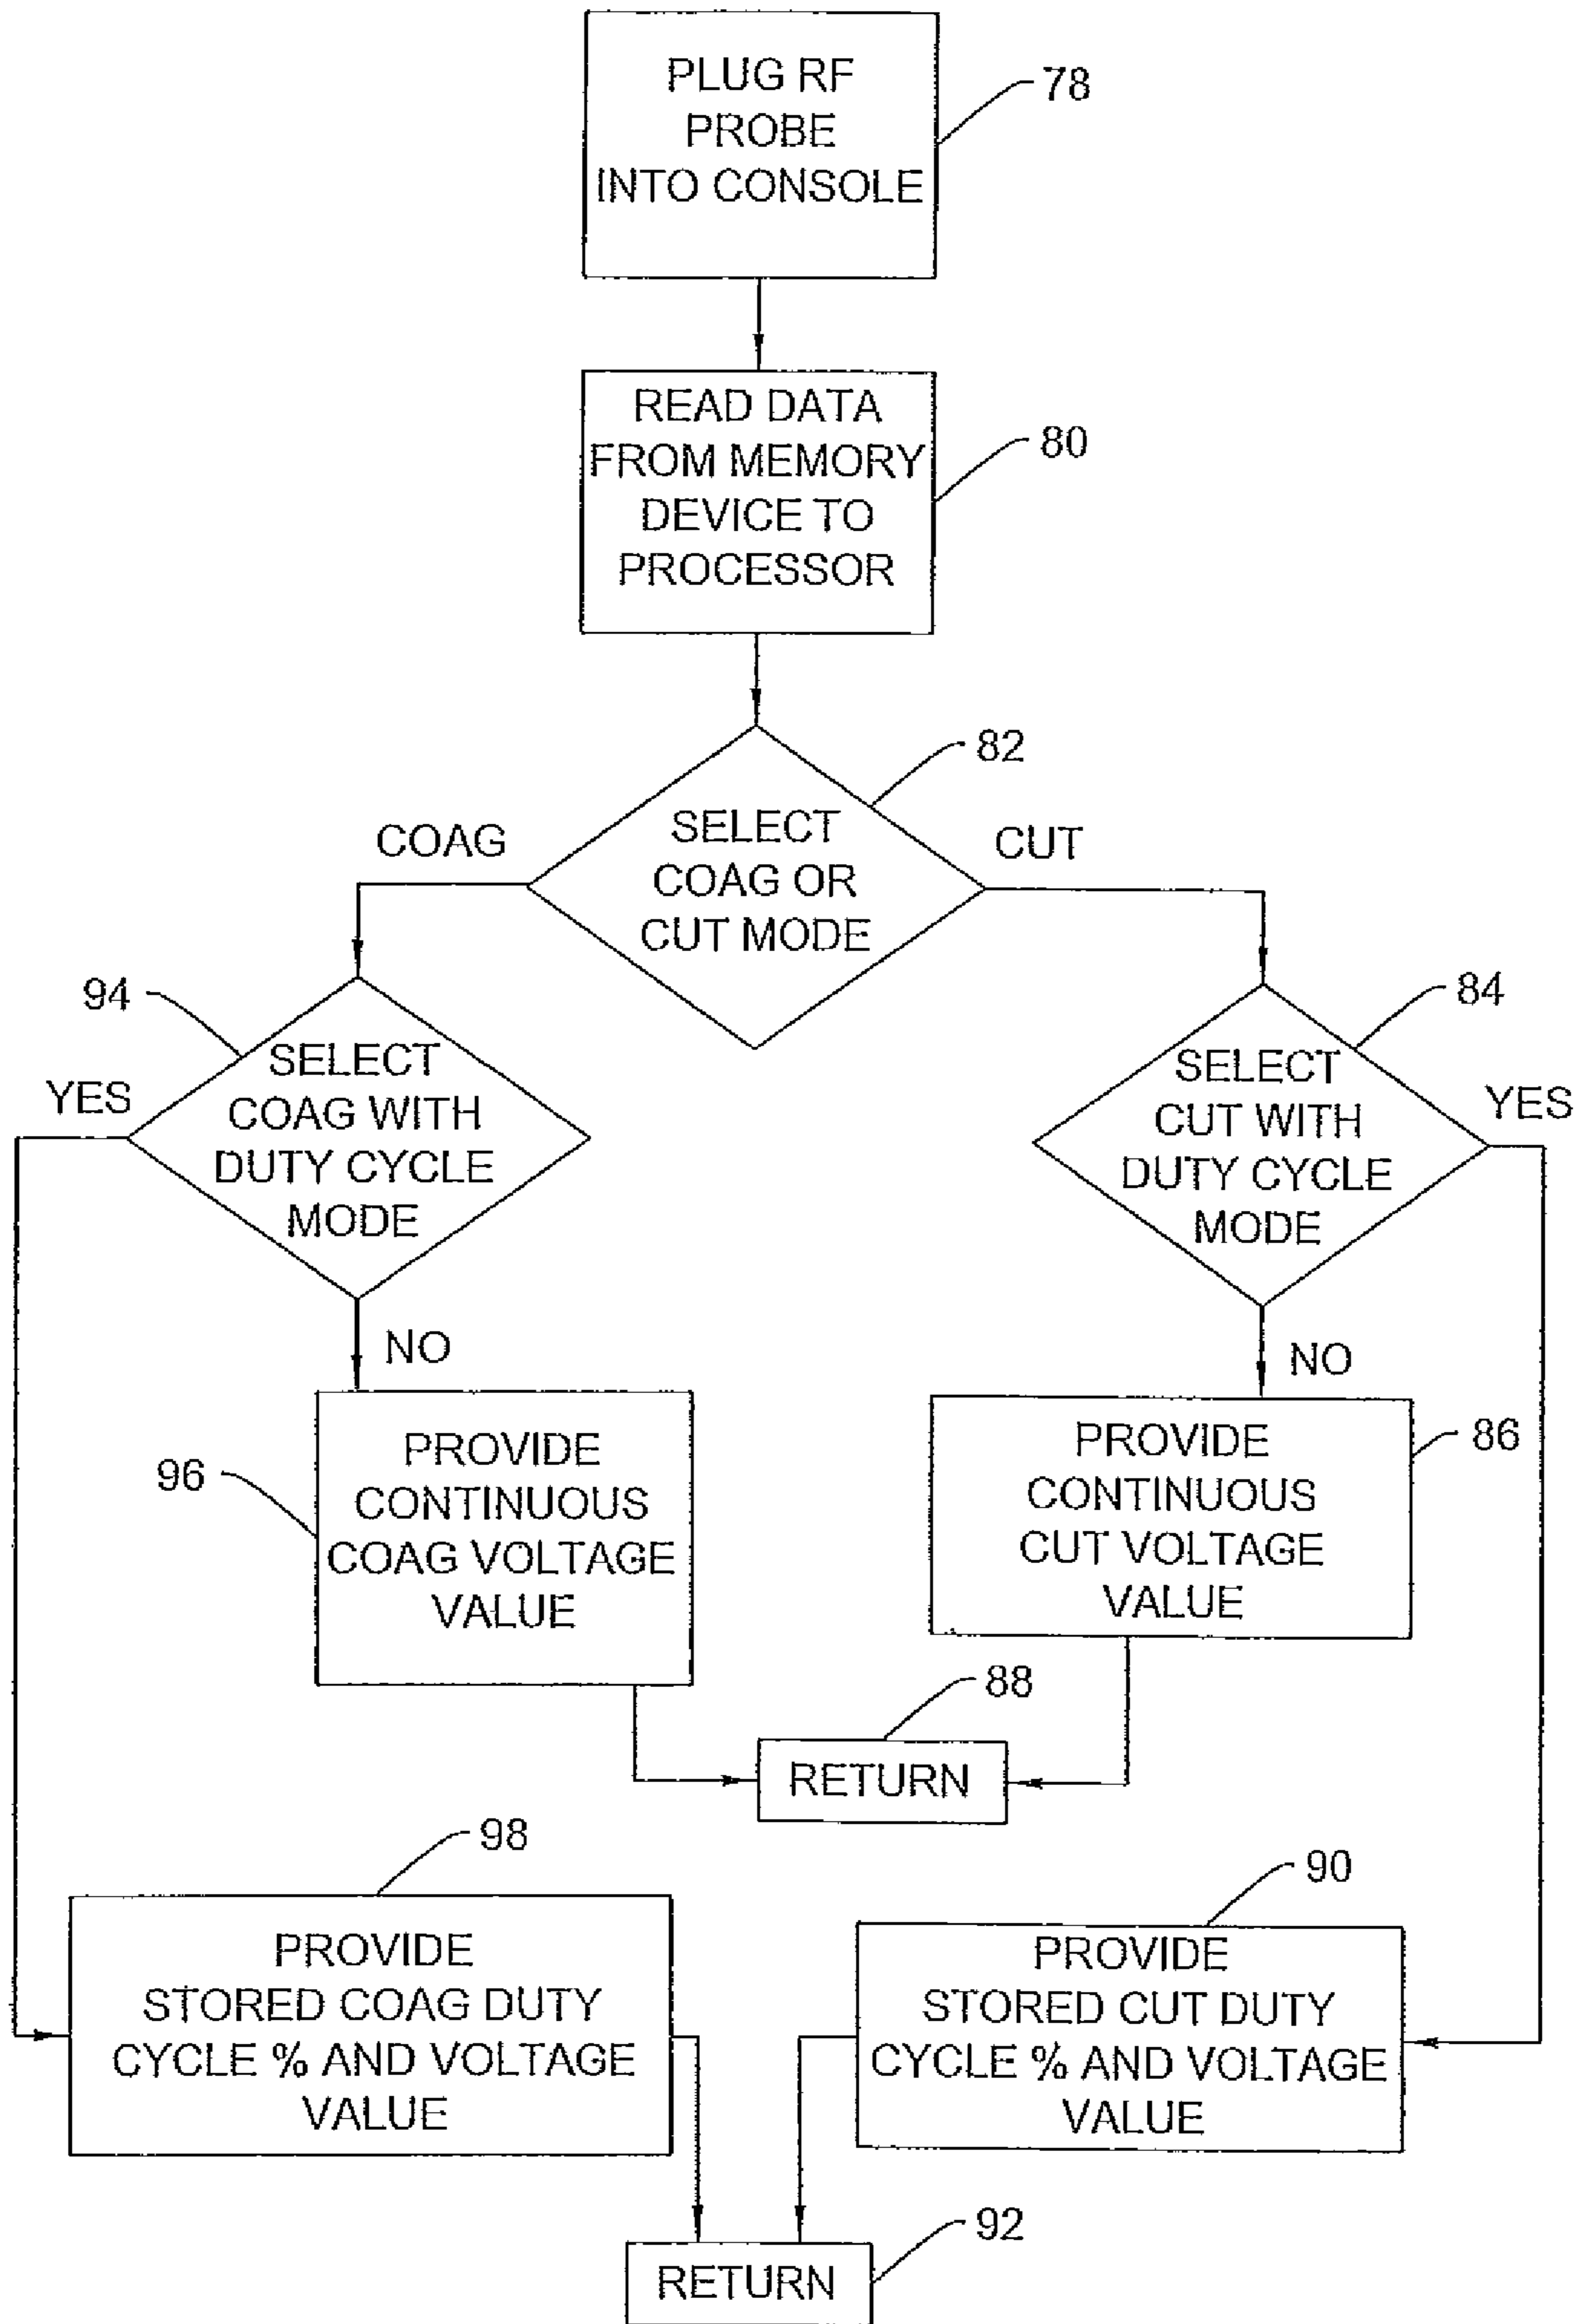 PLUG RF
PROBE
INTO CONSOLE
78
READ DATA
FROM MEMORY
DEVICE TO
PROCESSOR
80
82
SELECT
COAG OR
CUT MODE
COAG
CUT
94
SELECT
COAG WITH
DUTY CYCLE
MODE
YES
NO
84
SELECT
CUT WITH
DUTY CYCLE
MODE
YES
NO
96
PROVIDE
CONTINUOUS
COAG VOLTAGE
VALUE
PROVIDE
CONTINUOUS
CUT VOLTAGE
VALUE
86
88
RETURN
98
PROVIDE
STORED COAG DUTY
CYCLE % AND VOLTAGE
VALUE
90
PROVIDE
STORED CUT DUTY
CYCLE % AND VOLTAGE
VALUE
92
RETURN